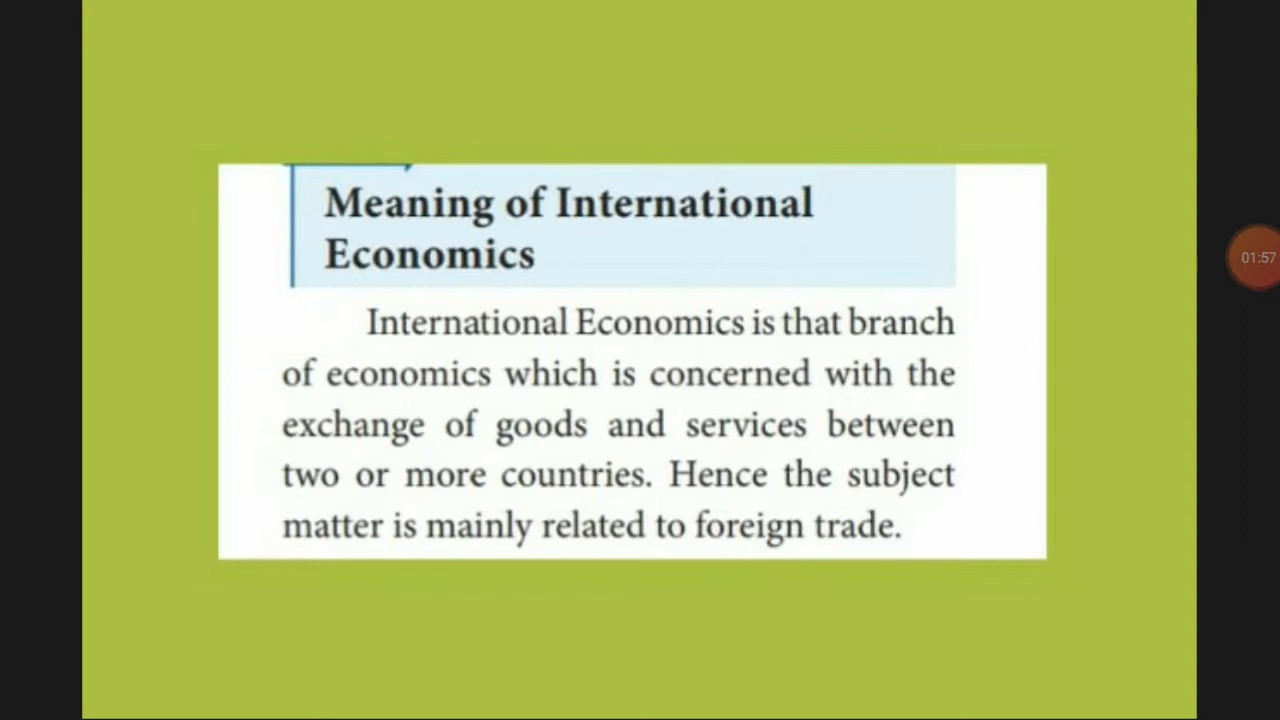 Meaning of International
Economics
International Economics is that branch
of economics which is concerned with the
exchange of goods and services between
two or more countries. Hence the subject
matter is mainly related to foreign trade.
01:57